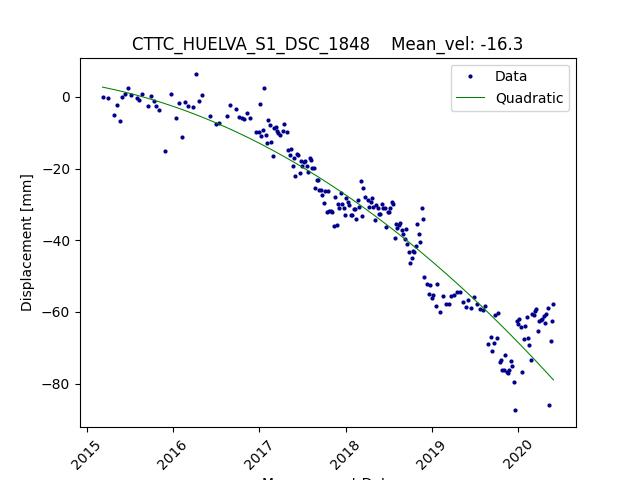 CTTC_HUELVA_S1_DSC_1848    Mean_vel: -16.3
Data
Quadratic
Displacement [mm]
0
−20
−40
−60
−80
2015
2016
2017
2018
2019
2020